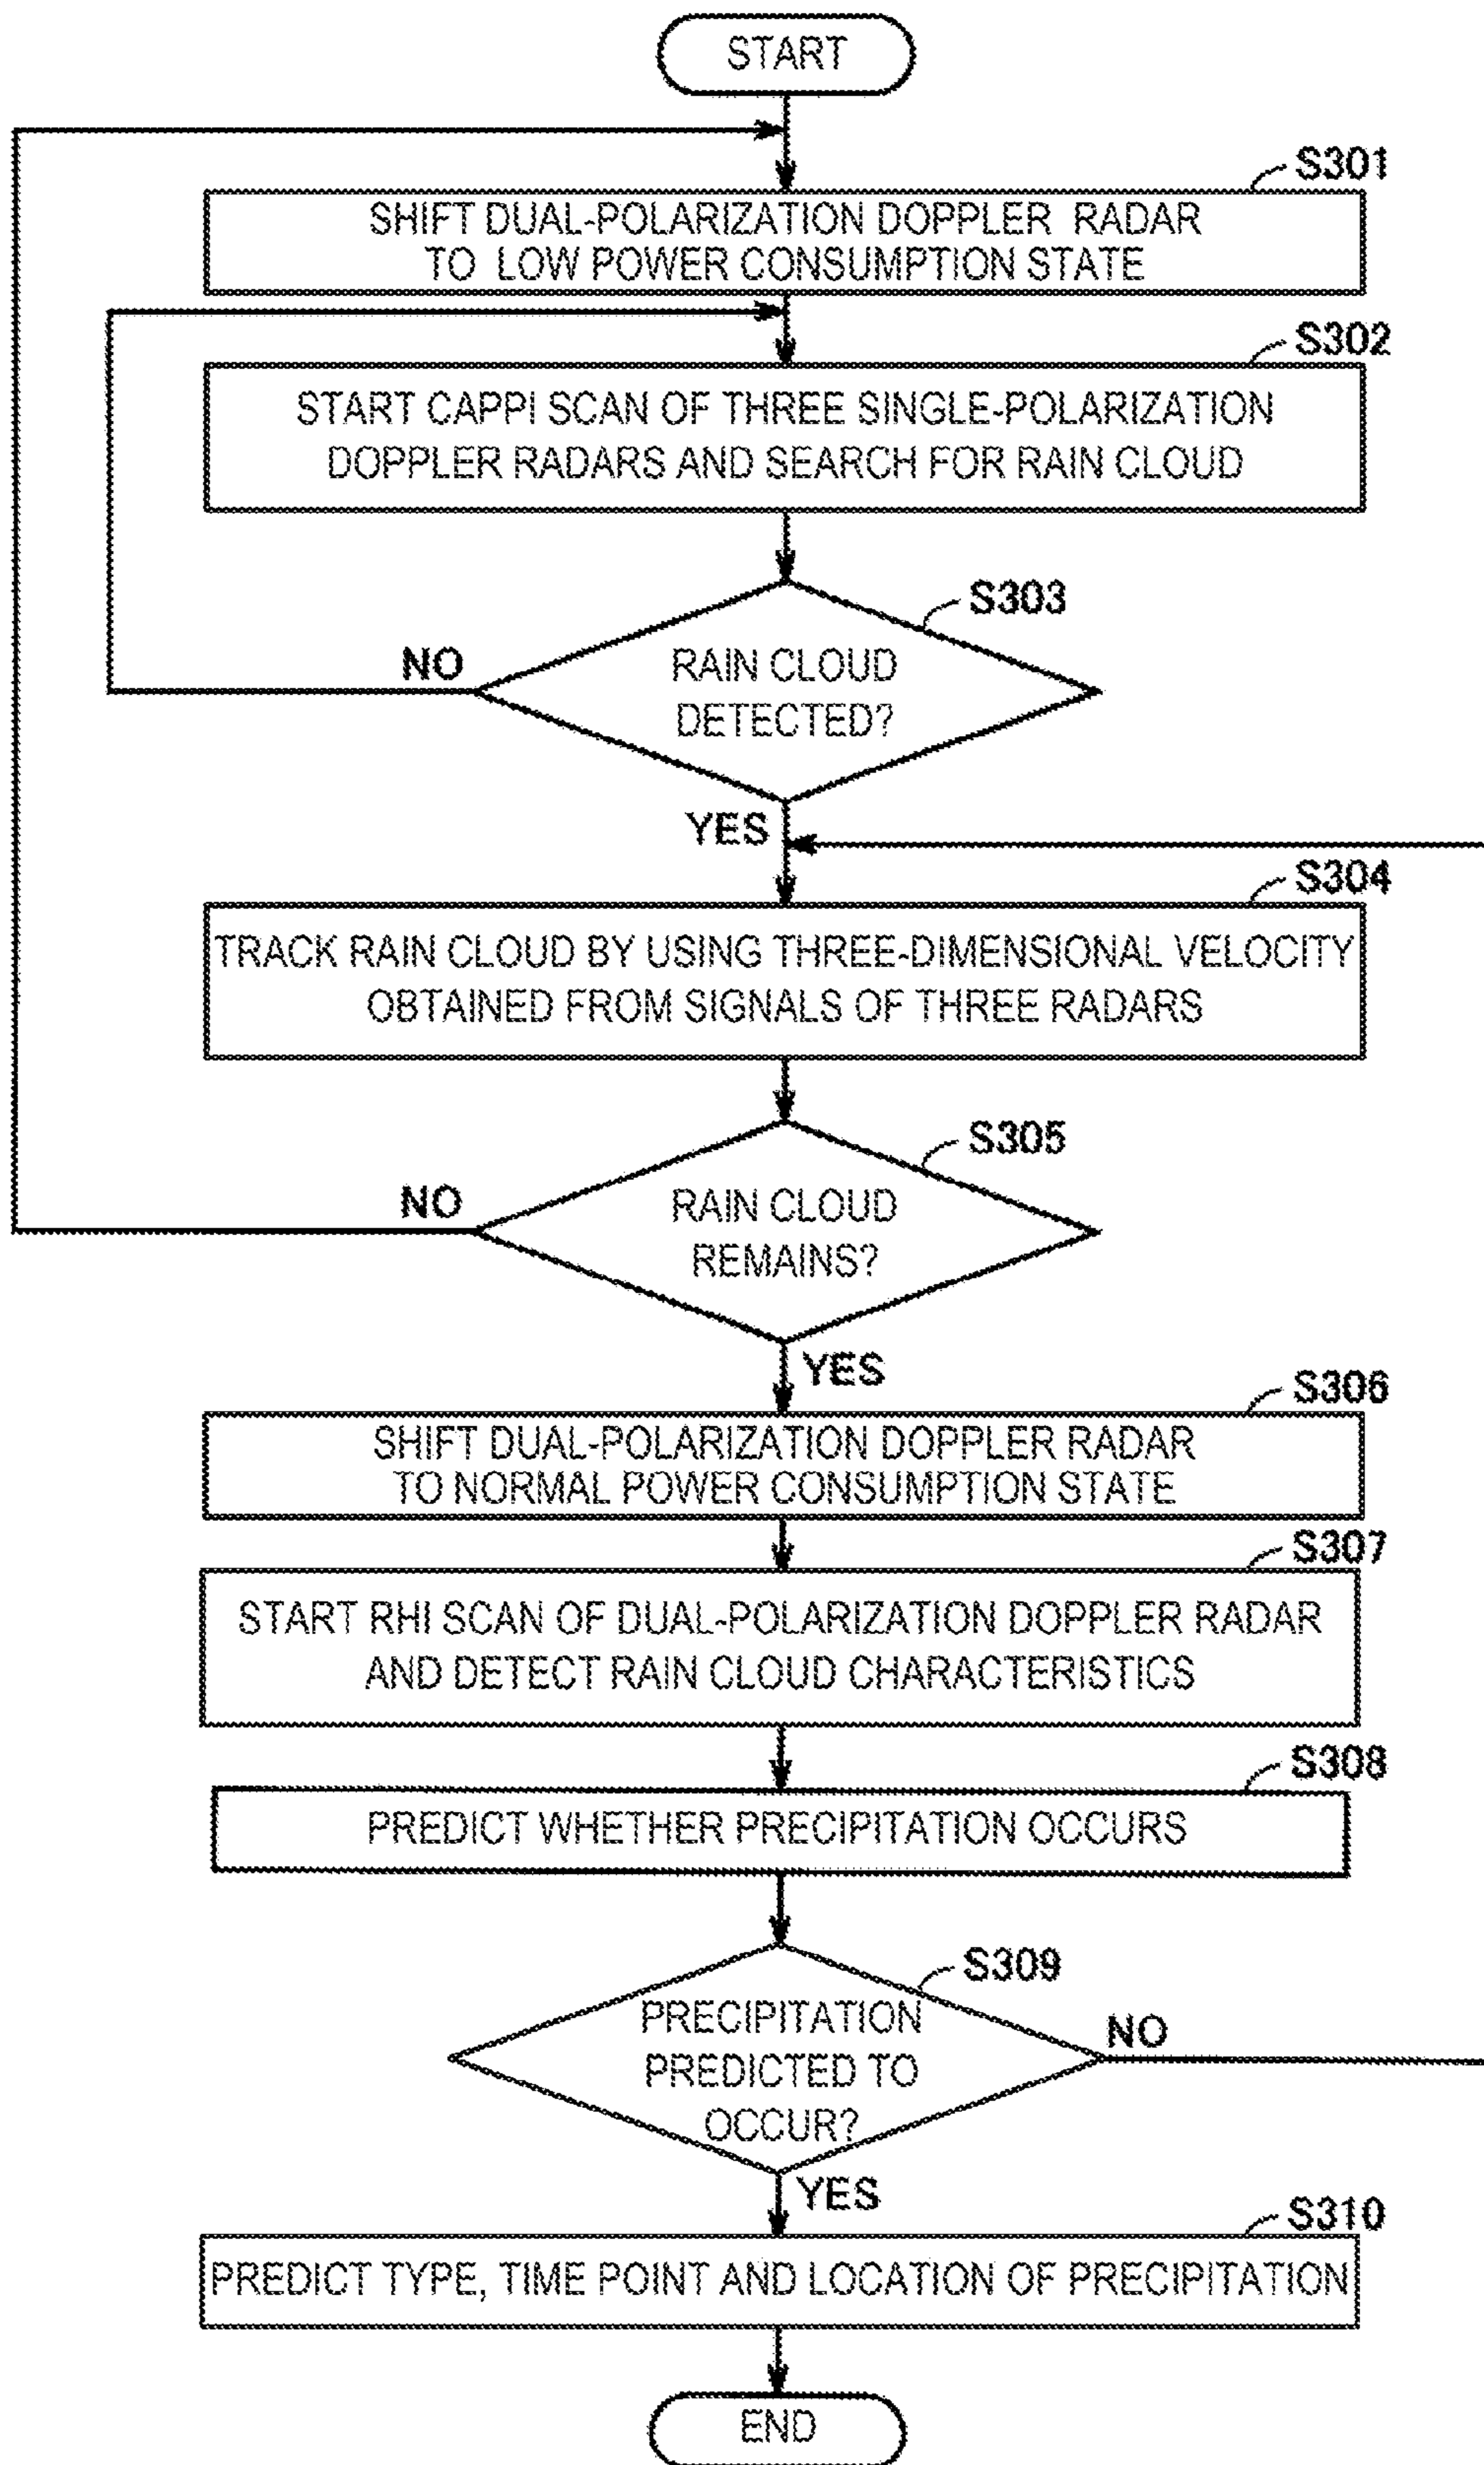 START
S301
SHIFT DUAL-POLARIZATION DOPPLER RADAR
TO LOW POWER CONSUMPTION STATE
S302
START CAPPI SCAN OF THREE SINGLE-POLARIZATION
DOPPLER RADARS AND SEARCH FOR RAIN CLOUD
S303
NO
RAIN CLOUD
DETECTED?
YES
S304
TRACK RAIN CLOUD BY USING THREE-DIMENSIONAL VELOCITY
OBTAINED FROM SIGNALS OF THREE RADARS
S305
NO
RAIN CLOUD
REMAINS?
YES
S306
SHIFT DUAL-POLARIZATION DOPPLER RADAR
TO NORMAL POWER CONSUMPTION STATE
S307
START RHI SCAN OF DUAL-POLARIZATION DOPPLER RADAR
AND DETECT RAIN CLOUD CHARACTERISTICS
S308
PREDICT WHETHER PRECIPITATION OCCURS
S309
PRECIPITATION
NO
PREDICTED TO
OCCUR?
YES
S310
PREDICT TYPE, TIME POINT AND LOCATION OF PRECIPITATION
END